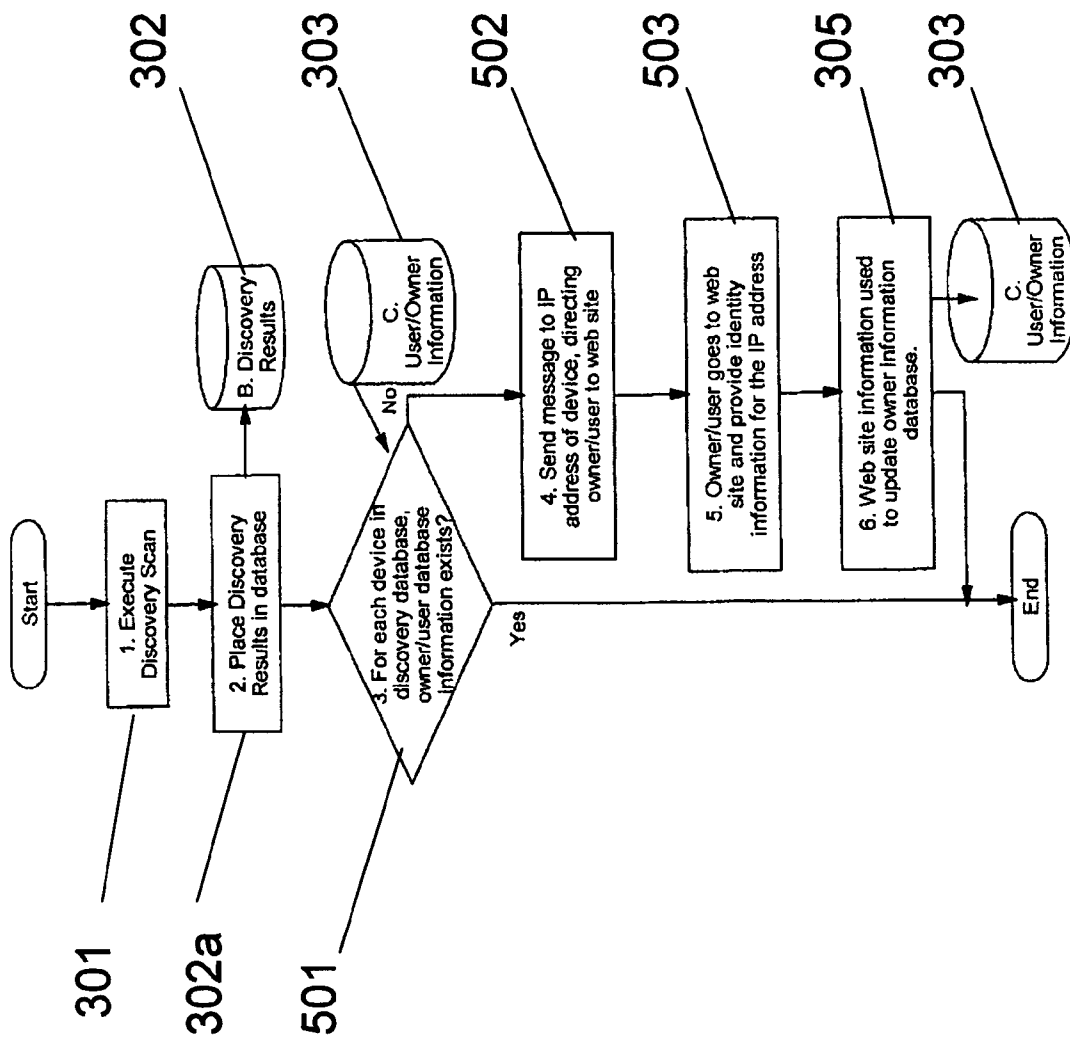 Start
301
1. Execute
Discovery Scan
302a
2. Place Discovery
Results in database
302
B. Discovery
Results
501
3. For each device in
discovery database,
owner/user database
information exists?
303
C.
User/Owner
Information
No
Yes
502
4. Send message to IP
address of device, directing
owner/user to web site
503
5. Owner/user goes to web
site and provide identity
information for the IP address
305
6. Web site information used
to update owner information
database.
303
C.
User/Owner
Information
End